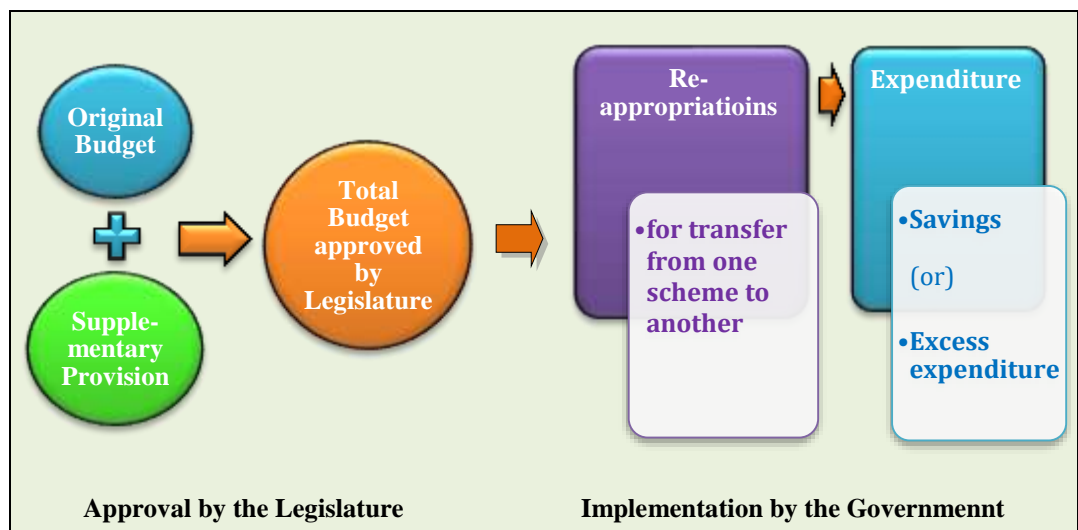 Original
Budget
Supple-
mentary
Provision
Total
Budget
approved
by
Legislature
Re-
appropriatioins
•for transfer
from one
scheme to
another
Expenditure
•Savings
(or)
•Excess
expenditure
Approval by the Legislature
Implementation by the Governmennt